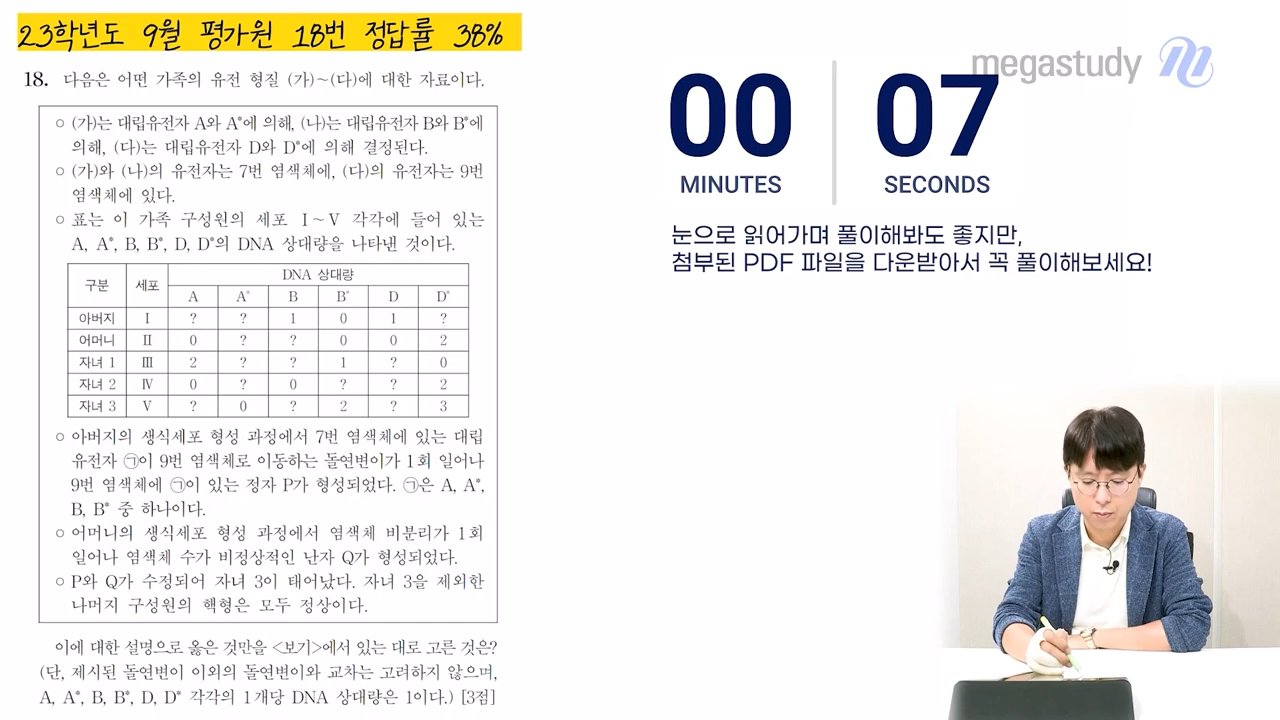 23학년도 9월 평가원 18번 정답률 38%
megastudy
18. 다음은 어떤 가족의 유전 형질 (가)~(다)에 대한 자료이다.
○ (가)는 대립유전자 A와 A*에 의해, (나)는 대립유전자 B와 B*에
의해, (다)는 대립유전자 D와 D*에 의해 결정된다.
○ (가)와 (나)의 유전자는 7번 염색체에, (다)의 유전자는 9번
염색체에 있다.
○ 표는 이 가족 구성원의 세포 Ⅰ~Ⅴ 각각에 들어 있는
A, A*, B, B*, D, D*의 DNA 상대량을 나타낸 것이다.
구분 세포 DNA 상대량
A A* B B* D D*
아버지 Ⅰ ? ? 1 0 1 ?
어머니 Ⅱ 0 ? ? 0 0 2
자녀 1 Ⅲ 2 ? ? 1 ? 0
자녀 2 Ⅳ 0 ? 0 ? ? 2
자녀 3 Ⅴ ? 0 ? 2 ? 3
○ 아버지의 생식세포 형성 과정에서 7번 염색체에 있는 대립
유전자 ㉠이 9번 염색체로 이동하는 돌연변이가 1회 일어나
9번 염색체에 ㉠이 있는 정자 P가 형성되었다. ㉠은 A, A*,
B, B* 중 하나이다.
○ 어머니의 생식세포 형성 과정에서 염색체 비분리가 1회
일어나 염색체 수가 비정상적인 난자 Q가 형성되었다.
○ P와 Q가 수정되어 자녀 3이 태어났다. 자녀 3을 제외한
나머지 구성원의 핵형은 모두 정상이다.
이에 대한 설명으로 옳은 것만을 <보기>에서 있는 대로 고른 것은?
(단, 제시된 돌연변이 이외의 돌연변이와 교차는 고려하지 않으며,
A, A*, B, B*, D, D* 각각의 1개당 DNA 상대량은 1이다.) [3점]
00 07
MINUTES SECONDS
눈으로 읽어가며 풀이해봐도 좋지만,
첨부된 PDF 파일을 다운받아서 꼭 풀이해보세요!